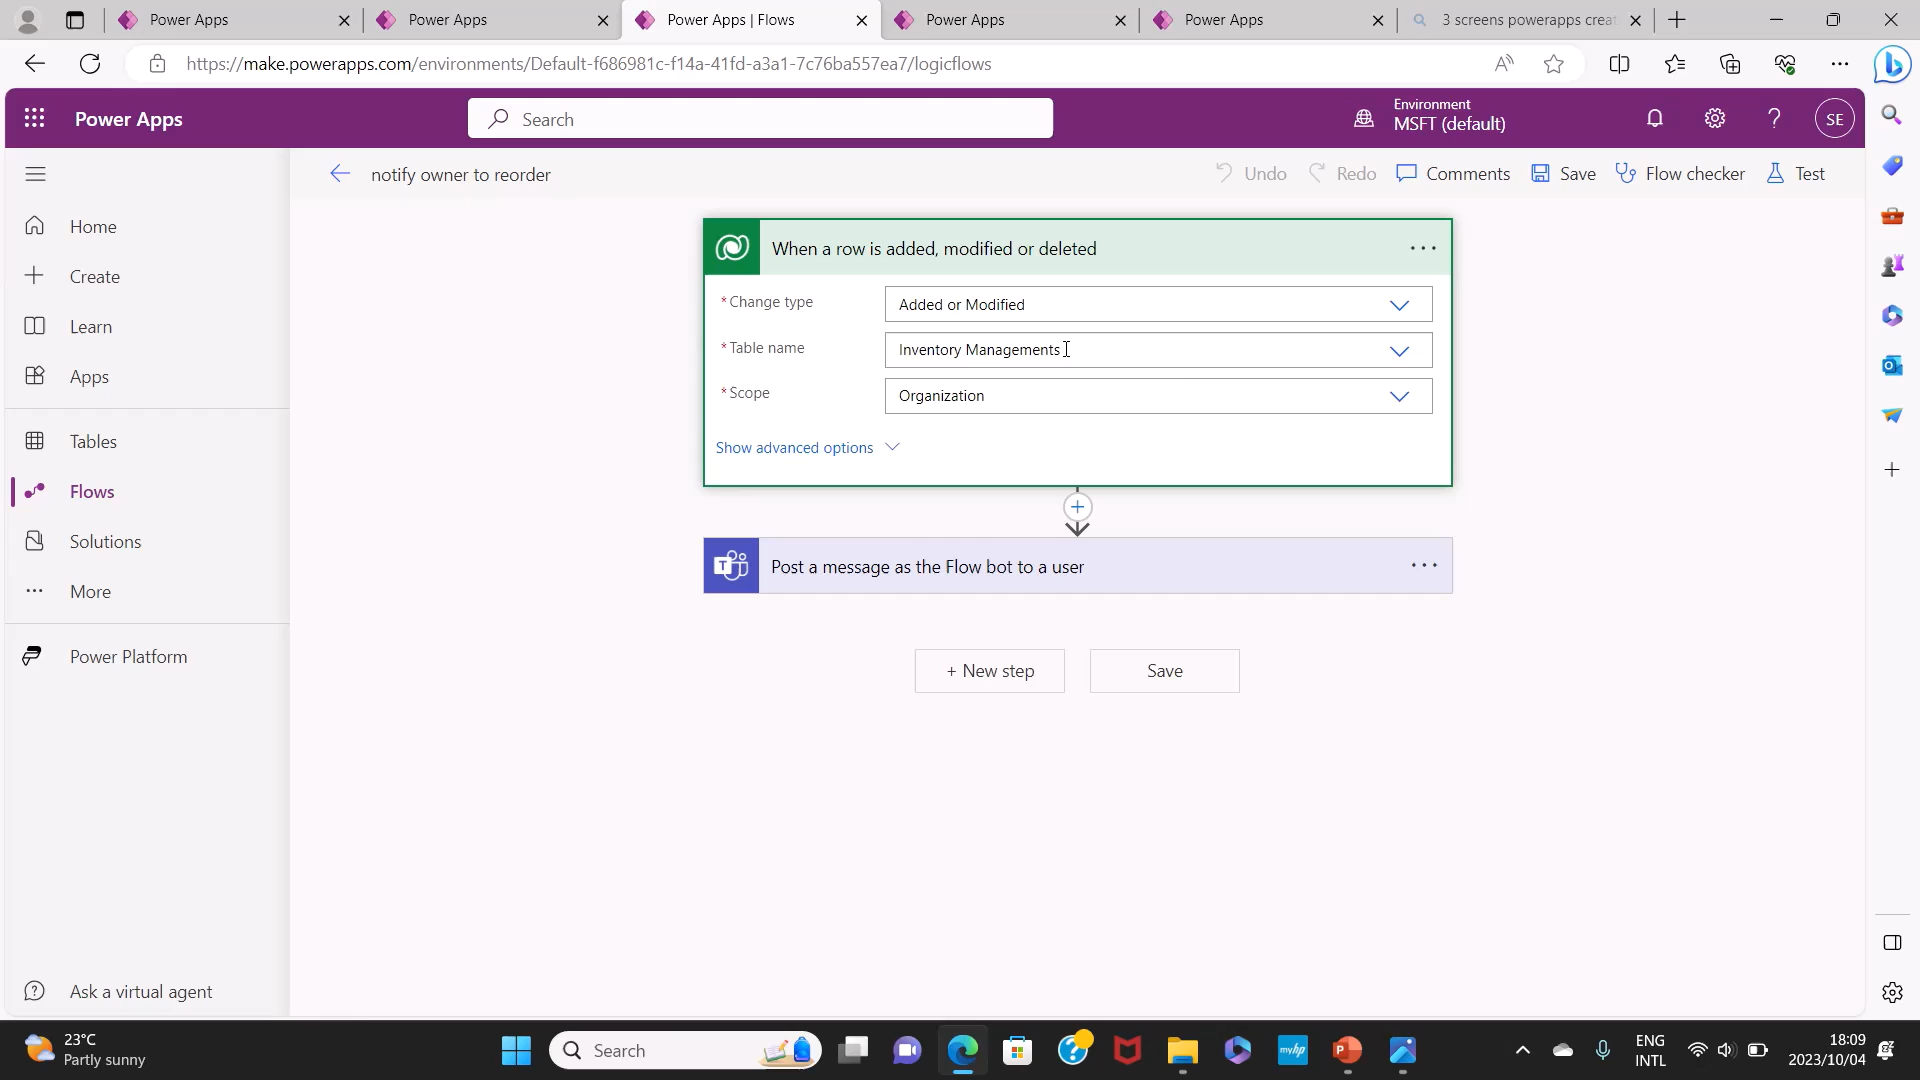 Power Apps
Power Apps
Power Apps | Flows
Power Apps
Power Apps
3 screens powerapps creat
https://make.powerapps.com/environments/Default-f686981c-f14a-41fd-a3a1-7c76ba557ea7/logicflows
Power Apps
Search
Environment
MSFT (default)
SE
notify owner to reorder
Undo
Redo
Comments
Save
Flow checker
Test
Home
Create
Learn
Apps
Tables
Flows
Solutions
More
Power Platform
Ask a virtual agent
When a row is added, modified or deleted
* Change type
Added or Modified
* Table name
Inventory Managements
* Scope
Organization
Show advanced options
Post a message as the Flow bot to a user
+ New step
Save
23°C
Partly sunny
Search
myhp
ENG
INTL
18:09
2023/10/04